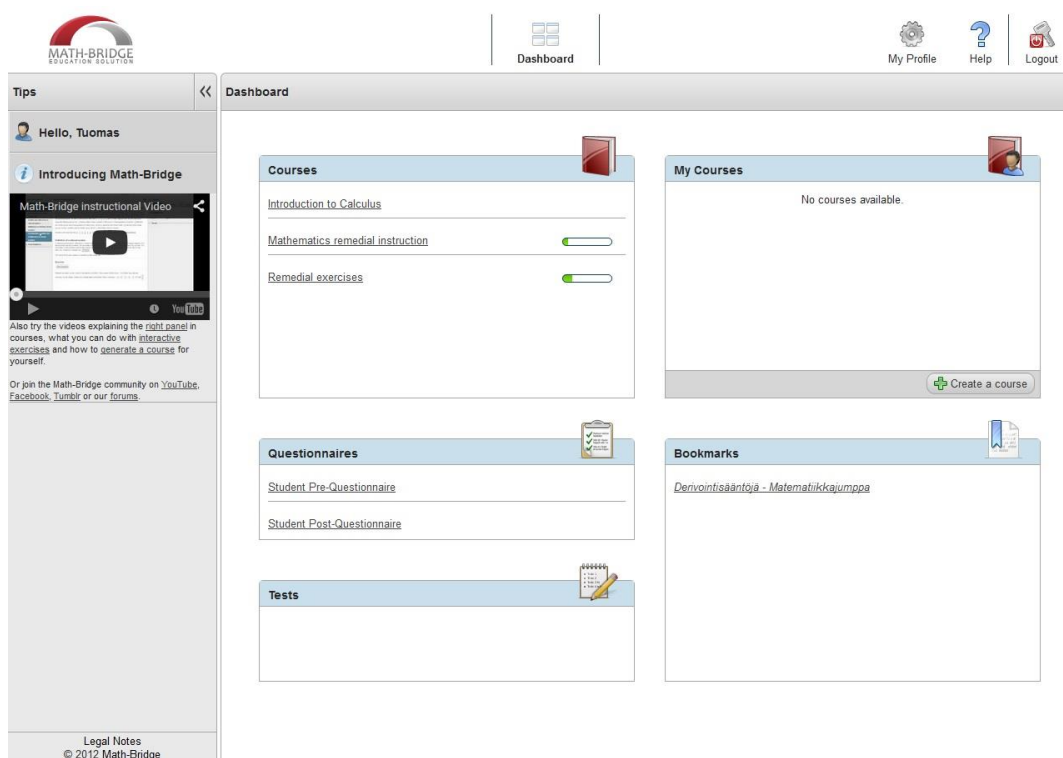 MATH-BRIDGE
EDUCATION SOLUTION
Dashboard
My Profile
Help
Logout
Tips
Dashboard
Hello, Tuomas
Introducing Math-Bridge
Math-Bridge instructional Video
YouTube
Also try the videos explaining the right panel in
courses, what you can do with interactive
exercises and how to generate a course for
yourself.
Or join the Math-Bridge community on YouTube,
Facebook, Tumblr or our forums.
Legal Notes
© 2012 Math-Bridge
Courses
Introduction to Calculus
Mathematics remedial instruction
Remedial exercises
My Courses
No courses available.
Create a course
Questionnaires
Student Pre-Questionnaire
Student Post-Questionnaire
Bookmarks
Derivointisääntöjä - Matematiikkajumppa
Tests